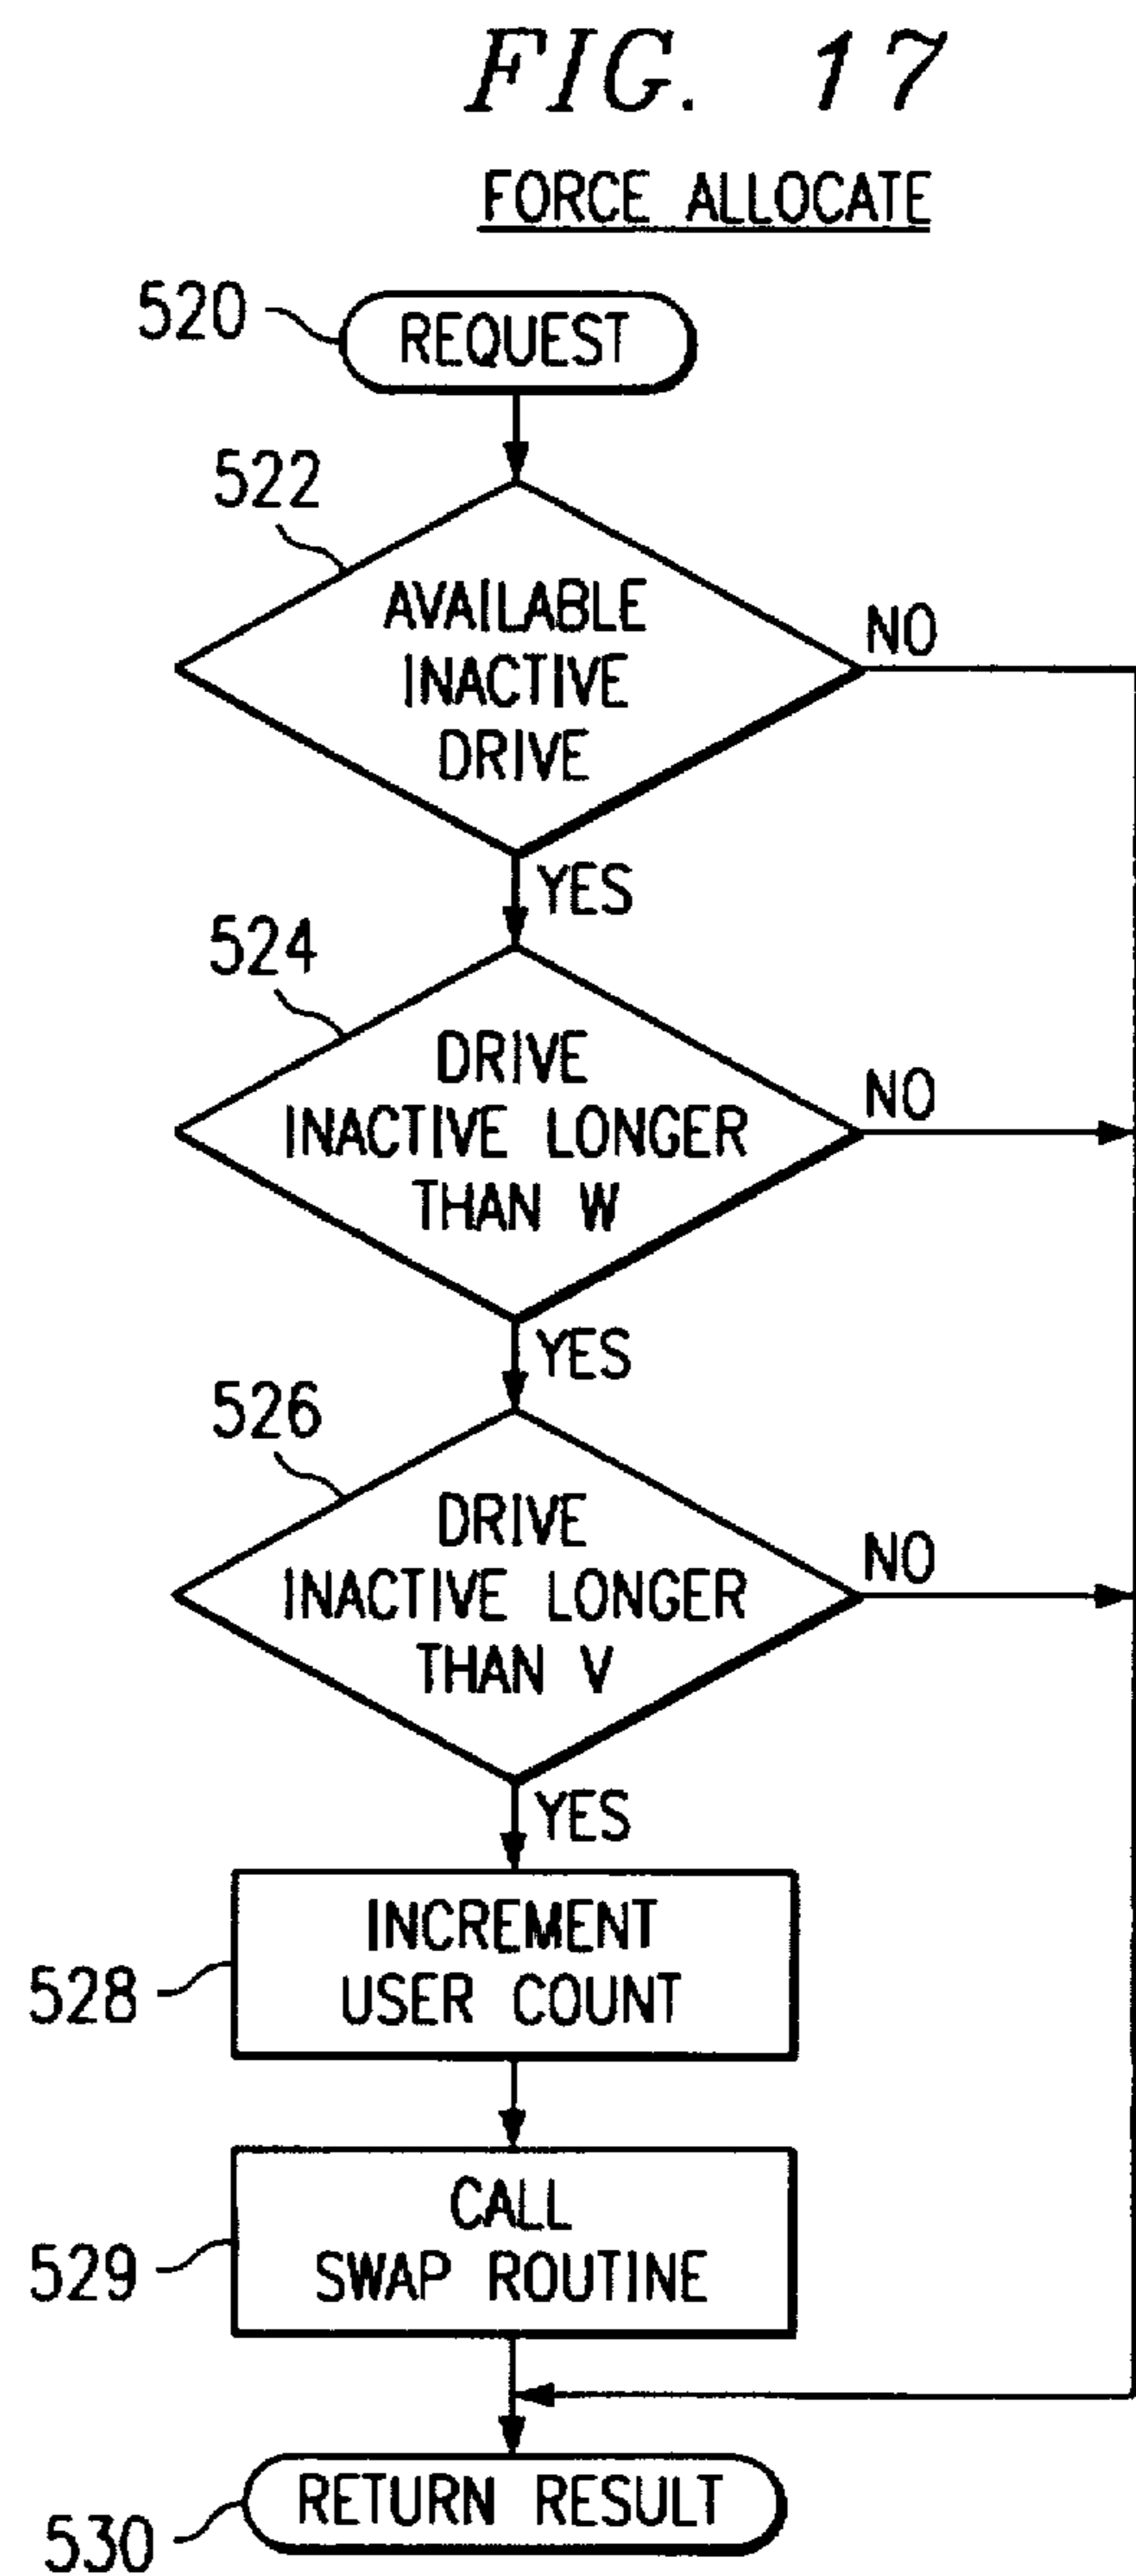 FIG. 17
FORCE ALLOCATE
520
REQUEST
522
AVAILABLE
INACTIVE
DRIVE
NO
YES
524
DRIVE
INACTIVE LONGER
THAN W
NO
YES
526
DRIVE
INACTIVE LONGER
THAN V
NO
YES
528
INCREMENT
USER COUNT
529
CALL
SWAP ROUTINE
530
RETURN RESULT